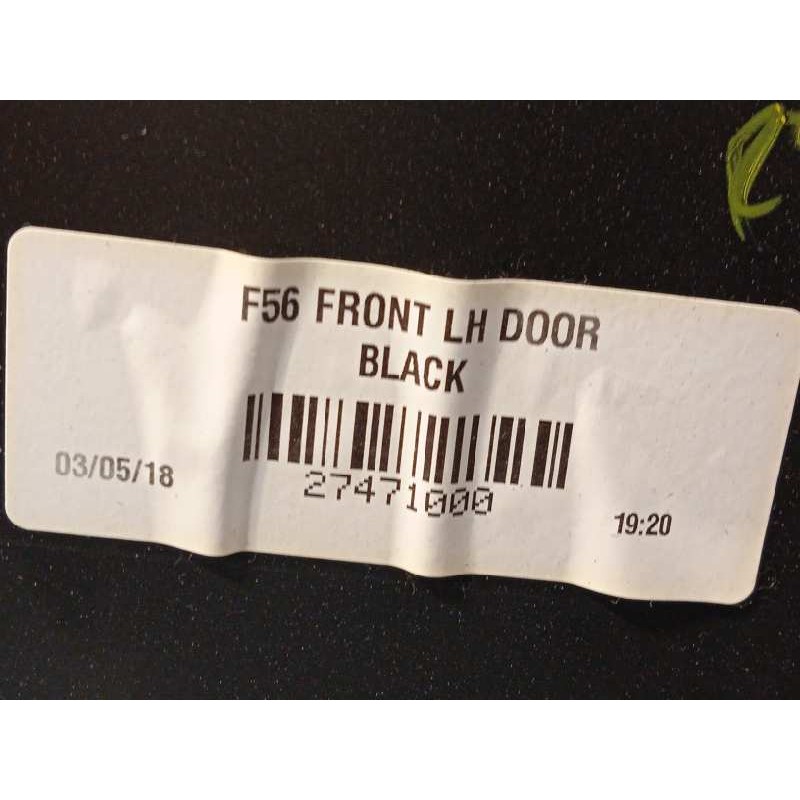 F56 FRONT LH DOOR
BLACK
03/05/18
27471000
19:20